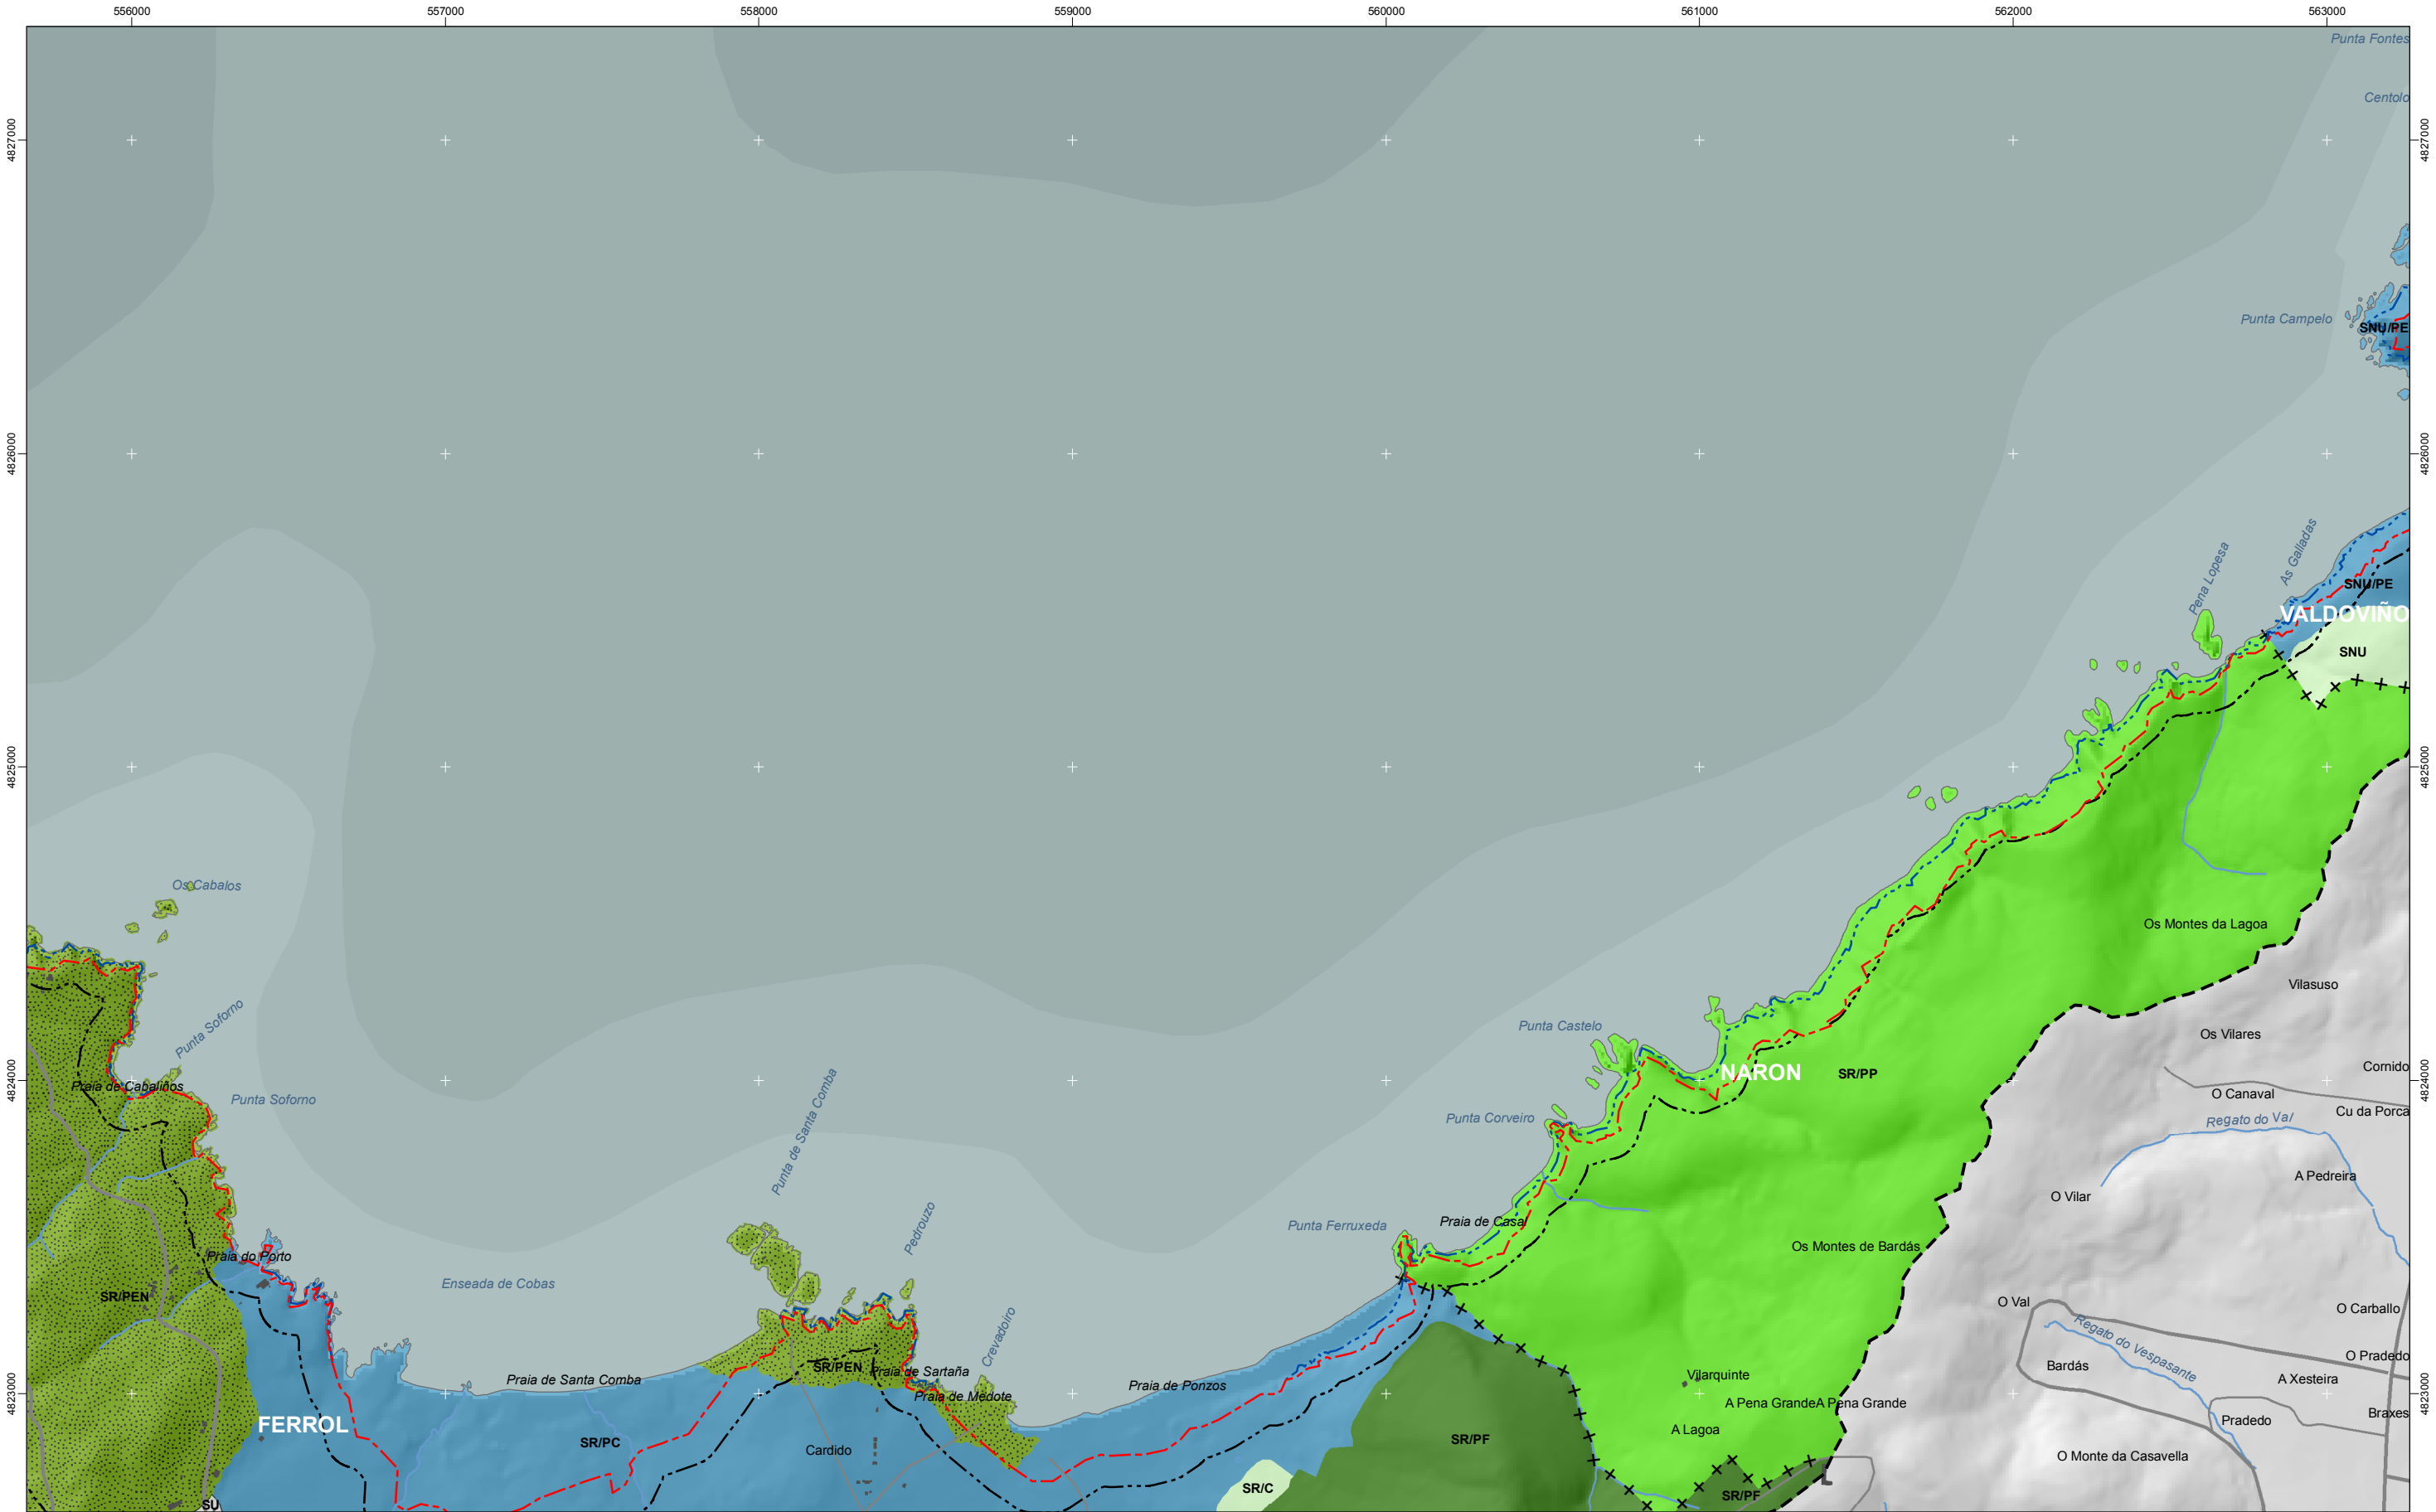 556000
557000
558000
559000
560000
561000
562000
563000
Punta Fontes
Centolo
4827000
4827000
Punta Campelo
SNU/PE
4826000
4826000
Pena Lopesa
As Galladas
SNU/PE
VALDOVIÑO
SNU
4825000
4825000
Os Cabalos
Os Montes da Lagoa
Vilasuso
Punta Soforno
Punta Castelo
Os Vilares
Cornido
NARON
SR/PP
4824000
4824000
Praia de Cabaliños
Punta Soforno
Punta de Santa Comba
O Canaval
Cu da Porca
Punta Corveiro
Regato do Val
A Pedreira
O Vilar
Pedrouzo
Punta Ferruxeda
Praia de Casal
Os Montes de Bardás
Praia do Porto
Enseada de Cobas
SR/PEN
O Val
O Carballo
Crevadoiro
Regato do Vespasante
O Pradedo
SR/PEN
Praia de Sartaña
Bardás
Praia de Santa Comba
Praia de Ponzos
Vilarquinte
A Xesteira
Praia de Medote
4823000
4823000
A Pena Grande
A Pena Grande
Braxes
FERROL
Pradedo
A Lagoa
SR/PC
SR/PF
Cardido
O Monte da Casavella
SR/C
SR/PF
SU